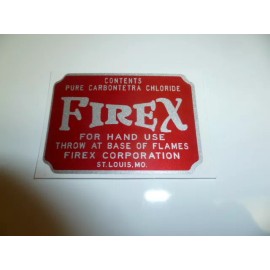 CONTENTS
PURE CARBONTETRA CHLORIDE
FIREX
FOR HAND USE
THROW AT BASE OF FLAMES
FIREX CORPORATION
ST. LOUIS, MO.